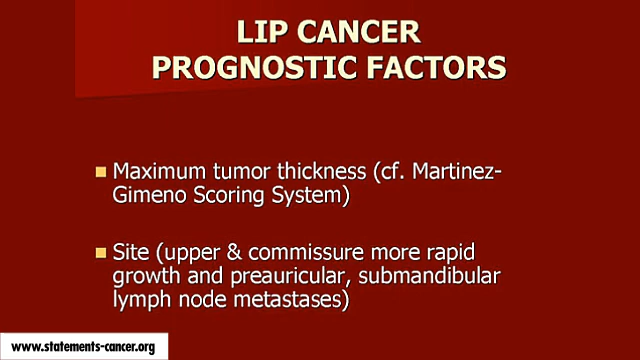 LIP CANCER
PROGNOSTIC FACTORS
Maximum tumor thickness (cf. Martinez-
Gimeno Scoring System)
Site (upper & commissure more rapid
growth and preauricular, submandibular
lymph node metastases)
www.statements-cancer.org